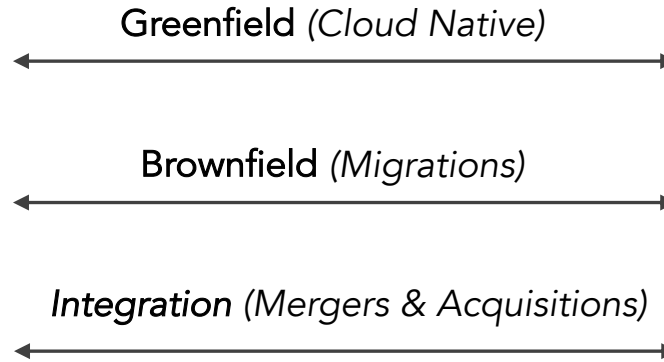 Greenfield (Cloud Native)
Brownfield (Migrations)
Integration (Mergers & Acquisitions)